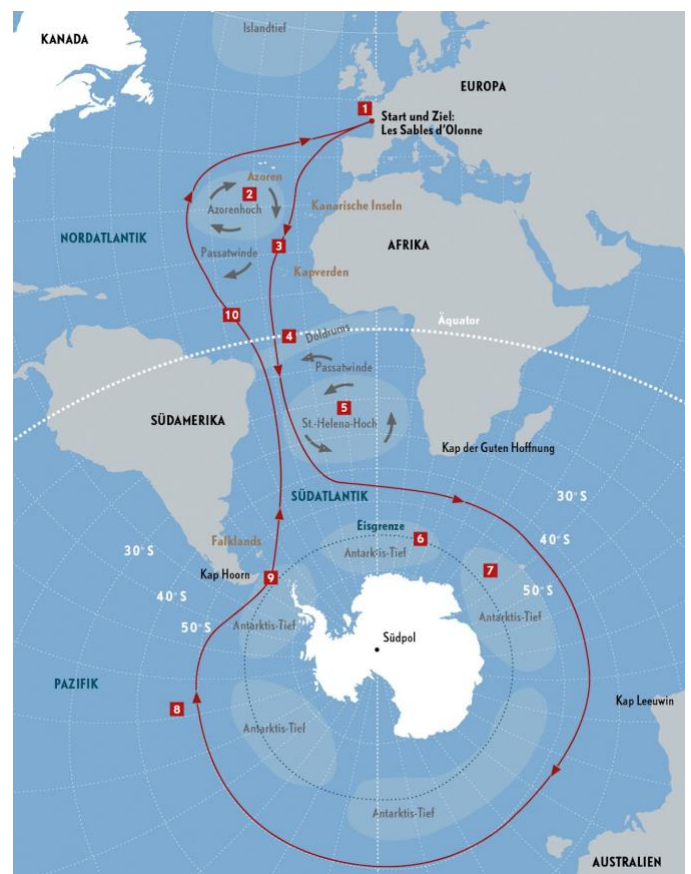 Islandtief
KANADA
EUROPA
1
Start und Ziel:
Les Sables d'Olonne
Azoren
2
Azorenhoch
Kanarische Inseln
NORDATLANTIK
3
AFRIKA
Passatwinde
Kapverden
10
4
Doldrums
Äquator
Passatwinde
5
SÜDAMERIKA
St.-Helena-Hoch
Kap der Guten Hoffnung
SÜDATLANTIK
30° S
Eisgrenze
6
40° S
Falklands
30° S
Antark-is-Tief
7
Kap Hoorn
9
50° S
40° S
Antarktis-Tief
50° S
Antarktis-Tief
Südpol
PAZIFIK
8
Kap Leeuwin
Antarktis-Tief
Antarktis-Tief
AUSTRALIEN